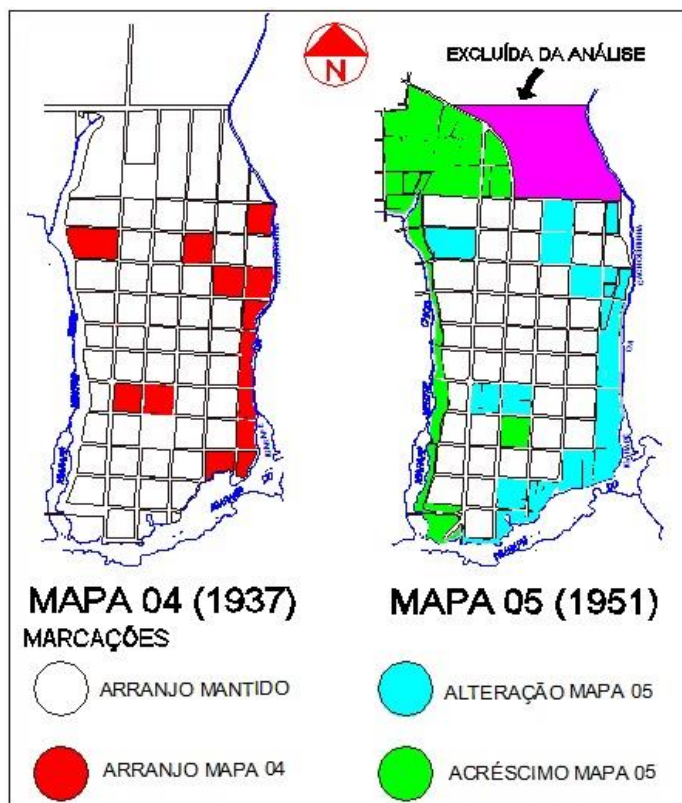 N
EXCLUÍDA DA ANÁLISE
MAPA 04 (1937)
MAPA 05 (1951)
MARCAÇÕES
ARRANJO MANTIDO
ALTERAÇÃO MAPA 05
ARRANJO MAPA 04
ACRÉSCIMO MAPA 05